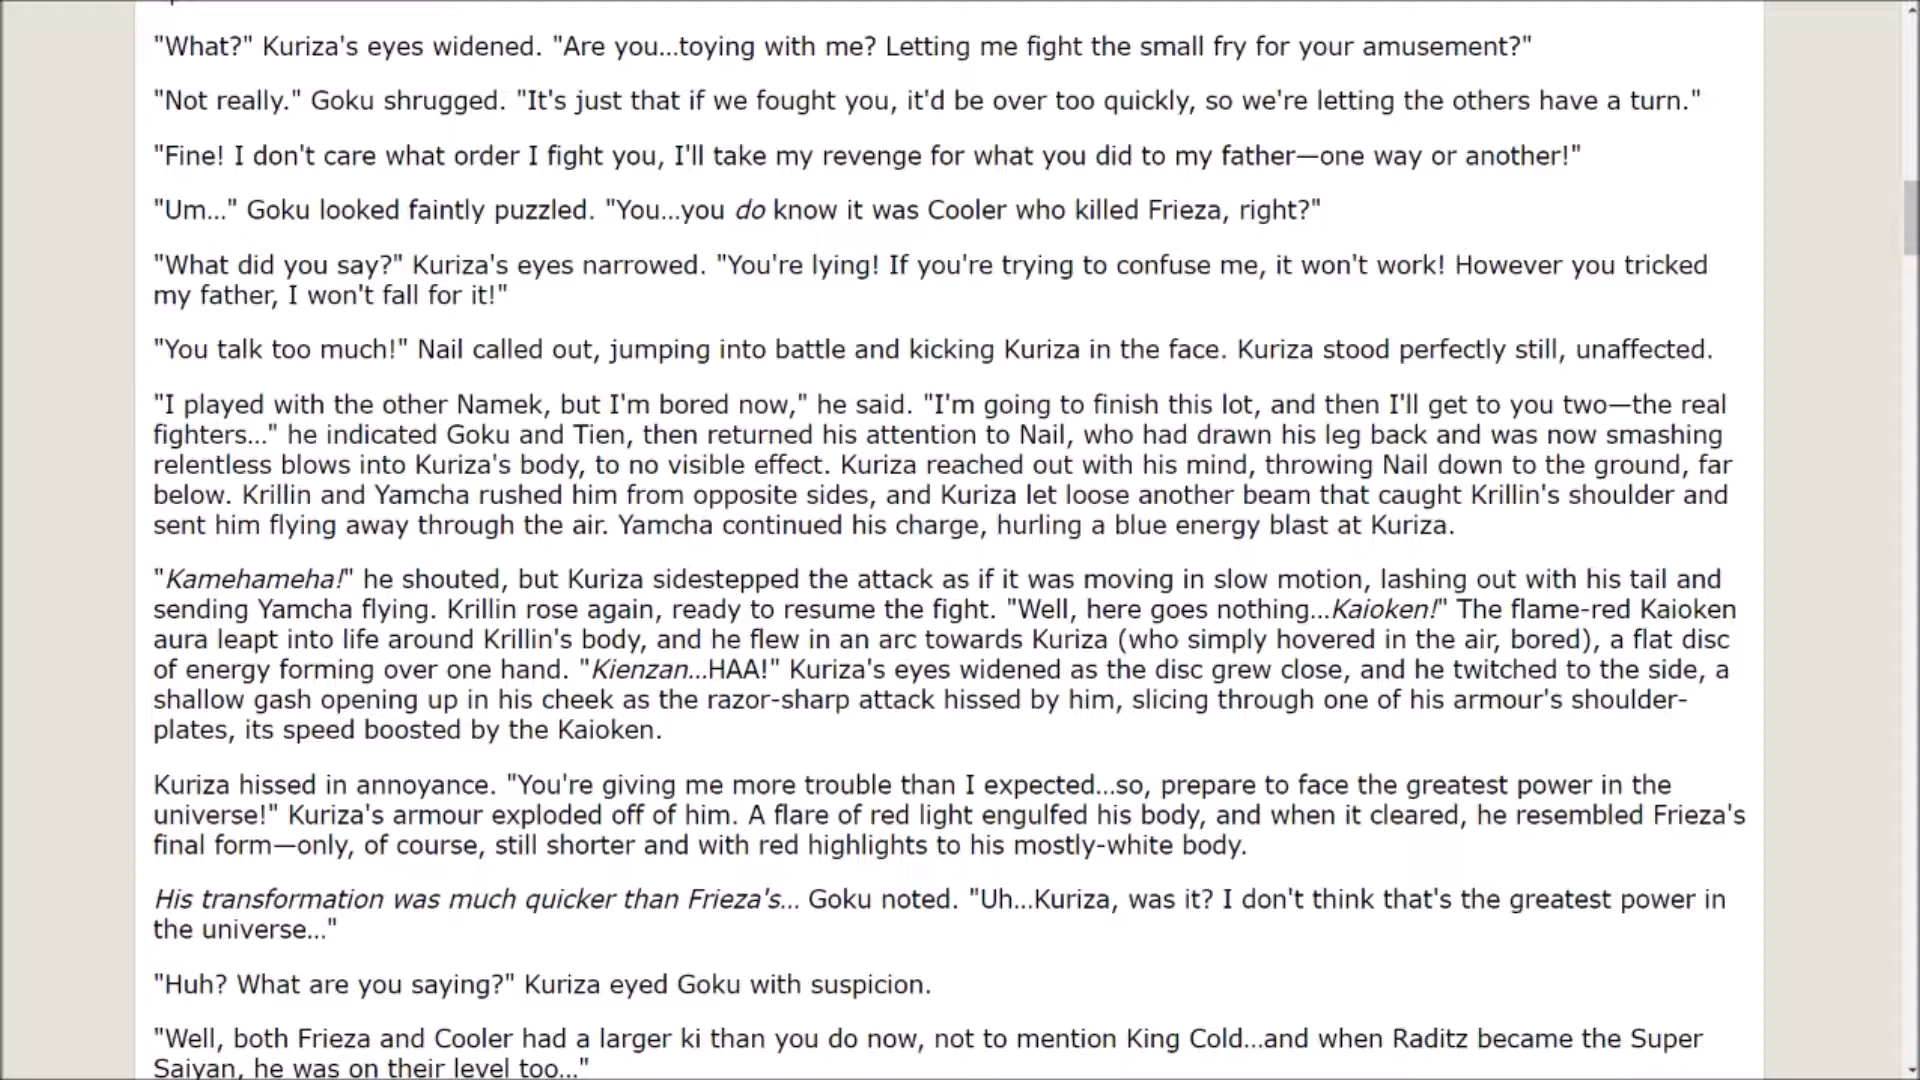 "What?" Kuriza's eyes widened. "Are you...toying with me? Letting me fight the small fry for your amusement?"
"Not really." Goku shrugged. "It's just that if we fought you, it'd be over too quickly, so we're letting the others have a turn."
"Fine! I don't care what order I fight you, I'll take my revenge for what you did to my father—one way or another!"
"Um..." Goku looked faintly puzzled. "You...you do know it was Cooler who killed Frieza, right?"
"What did you say?" Kuriza's eyes narrowed. "You're lying! If you're trying to confuse me, it won't work! However you tricked
my father, I won't fall for it!"
"You talk too much!" Nail called out, jumping into battle and kicking Kuriza in the face. Kuriza stood perfectly still, unaffected.
"I played with the other Namek, but I'm bored now," he said. "I'm going to finish this lot, and then I'll get to you two—the real
fighters..." he indicated Goku and Tien, then returned his attention to Nail, who had drawn his leg back and was now smashing
relentless blows into Kuriza's body, to no visible effect. Kuriza reached out with his mind, throwing Nail down to the ground, far
below. Krillin and Yamcha rushed him from opposite sides, and Kuriza let loose another beam that caught Krillin's shoulder and
sent him flying away through the air. Yamcha continued his charge, hurling a blue energy blast at Kuriza.
"Kamehameha!" he shouted, but Kuriza sidestepped the attack as if it was moving in slow motion, lashing out with his tail and
sending Yamcha flying. Krillin rose again, ready to resume the fight. "Well, here goes nothing...Kaioken!" The flame-red Kaioken
aura leapt into life around Krillin's body, and he flew in an arc towards Kuriza (who simply hovered in the air, bored), a flat disc
of energy forming over one hand. "Kienzan...HAA!" Kuriza's eyes widened as the disc grew close, and he twitched to the side, a
shallow gash opening up in his cheek as the razor-sharp attack hissed by him, slicing through one of his armour's shoulder-
plates, its speed boosted by the Kaioken.
Kuriza hissed in annoyance. "You're giving me more trouble than I expected...so, prepare to face the greatest power in the
universe!" Kuriza's armour exploded off of him. A flare of red light engulfed his body, and when it cleared, he resembled Frieza's
final form—only, of course, still shorter and with red highlights to his mostly-white body.
His transformation was much quicker than Frieza's... Goku noted. "Uh...Kuriza, was it? I don't think that's the greatest power in
the universe..."
"Huh? What are you saying?" Kuriza eyed Goku with suspicion.
"Well, both Frieza and Cooler had a larger ki than you do now, not to mention King Cold...and when Raditz became the Super
Saiyan, he was on their level too..."